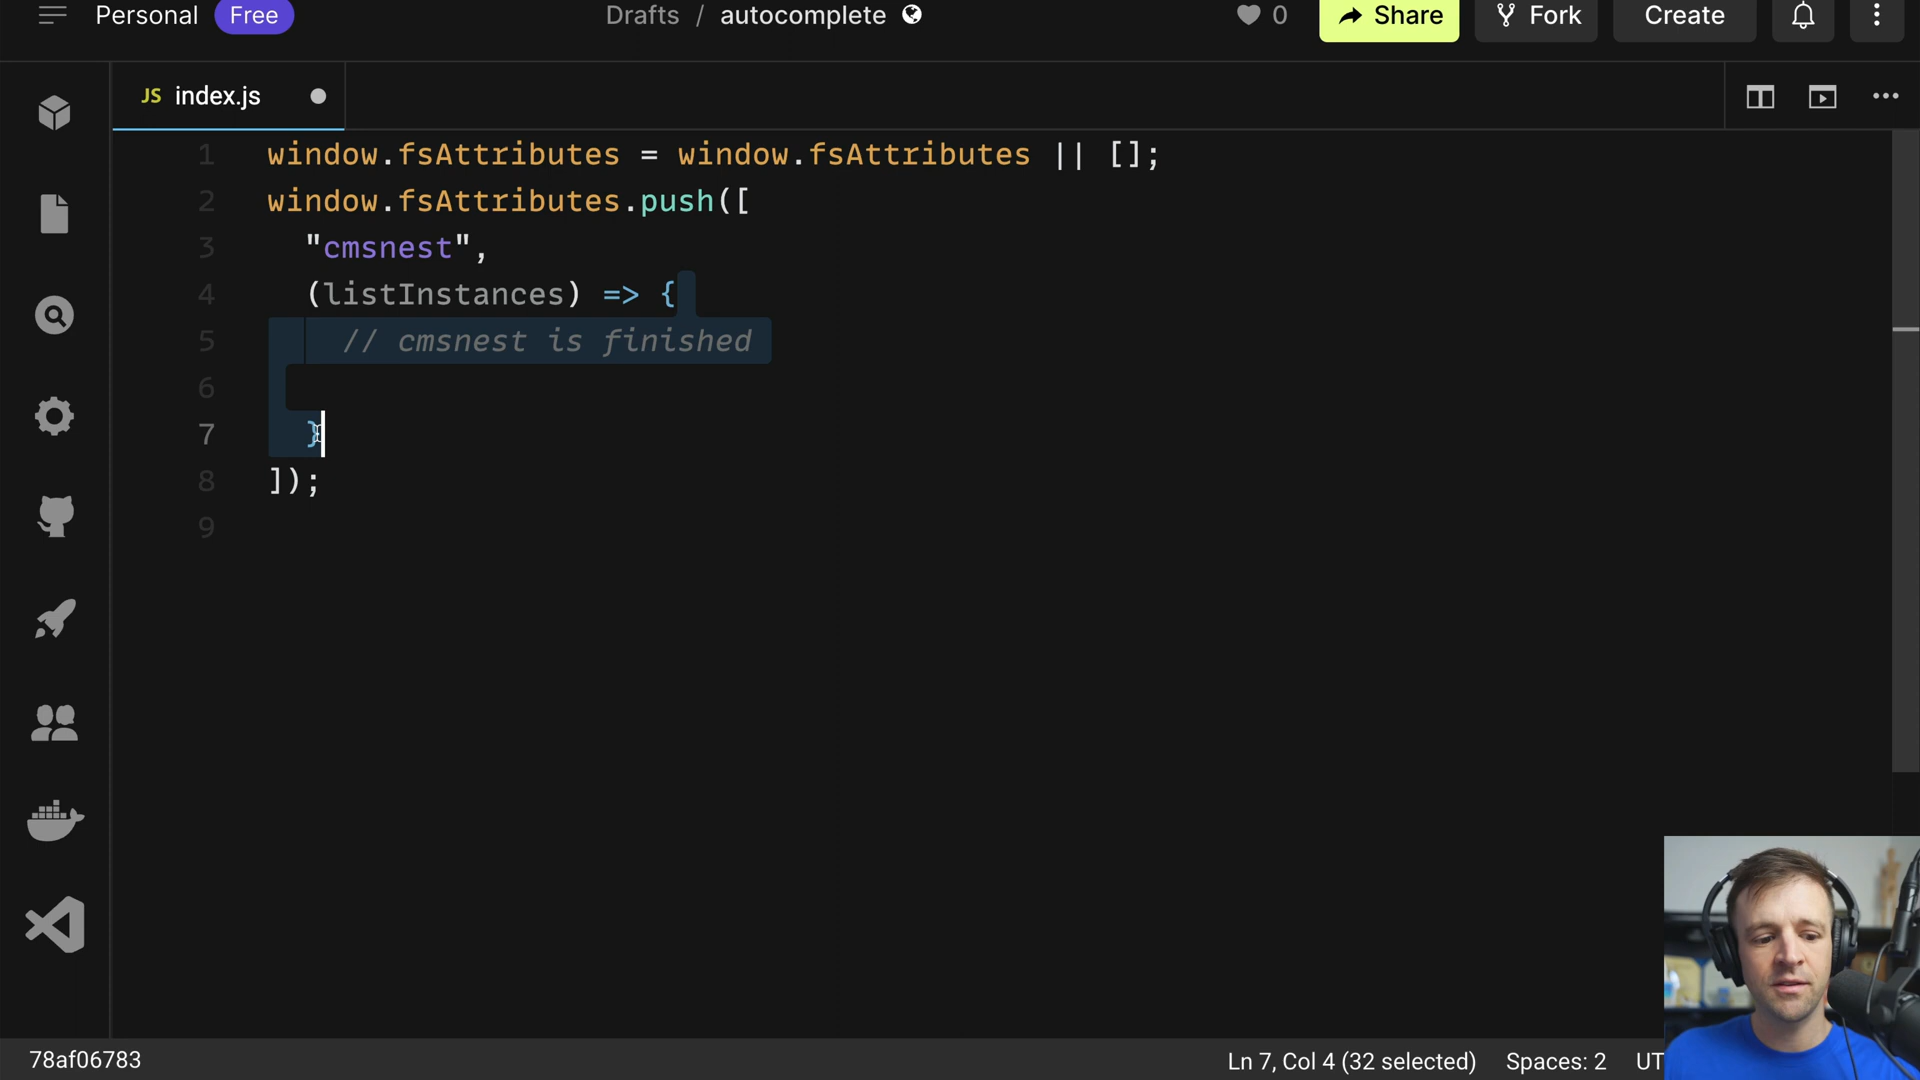 Personal Free Drafts / autocomplete 0 Share Fork Create
JS index.js
1 window.fsAttributes = window.fsAttributes || [];
2 window.fsAttributes.push([
3 "cmsnest",
4 (listInstances) => {
5 // cmsnest is finished
6
7 }
8 ]);
9
78af06783 Ln 7, Col 4 (32 selected) Spaces: 2 UT